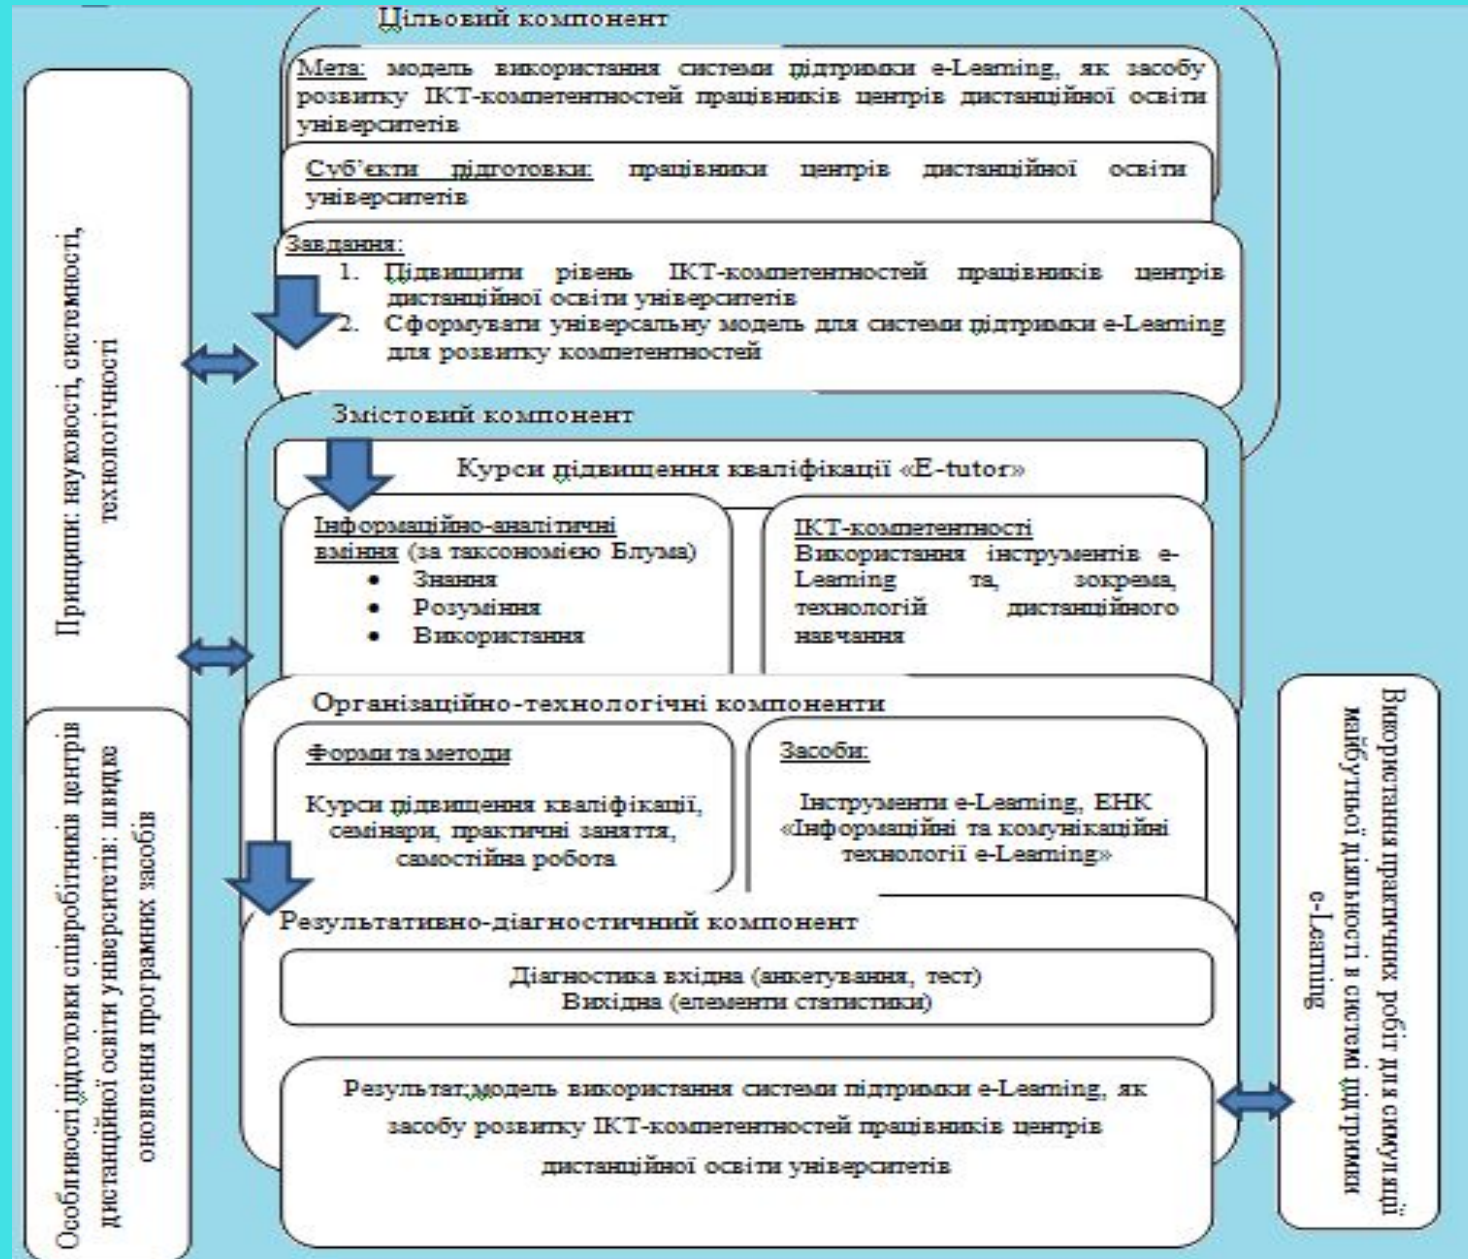 Цільовий компонент
Мета: модель використання системи підтримки e-Learning, як засобу
розвитку ІКТ-компетентностей працівників центрів дистанційної освіти
університетів
Суб’єкти підготовки: працівники центрів дистанційної освіти
університетів
Завдання:
1. Підвищити рівень ІКТ-компетентностей працівників центрів
дистанційної освіти університетів
2. Сформувати універсальну модель для системи підтримки e-Learning
для розвитку компетентностей
Принципи: науковості, системності,
технологічності
Змістовий компонент
Курси підвищення кваліфікації «E-tutor»
Інформаційно-аналітичні
вміння (за таксономією Блума)
• Знання
• Розуміння
• Використання
ІКТ-компетентності
Використання інструментів e-
Learning та, зокрема,
технологій дистанційного
навчання
Організаційно-технологічні компоненти
Форми та методи
Курси підвищення кваліфікації,
семінари, практичні заняття,
самостійна робота
Засоби:
Інструменти e-Learning, ЕНК
«Інформаційні та комунікаційні
технології e-Learning»
Особливості підготовки співробітників центрів
дистанційної освіти університетів: швидке
оновлення програмних засобів
Результативно-діагностичний компонент
Діагностика вхідна (анкетування, тест)
Вихідна (елементи статистики)
Результат:модель використання системи підтримки e-Learning, як
засобу розвитку ІКТ-компетентностей працівників центрів
дистанційної освіти університетів
Використання практичних робіт для симуляції
майбутньої діяльності в системі підтримки
e-Learning